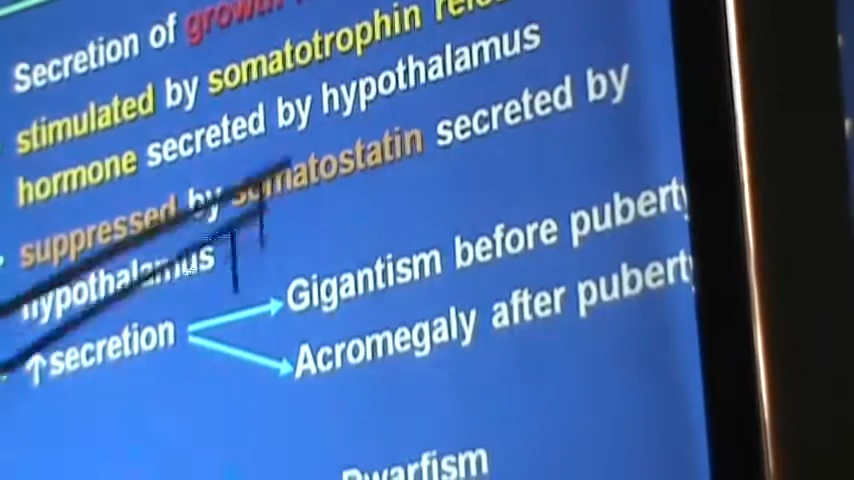 Secretion of growth
stimulated by somatotrophin
hormone secreted by hypothalamus
suppressed by somatostatin secreted by
hypothalamus
↑secretion
Gigantism before puberty
Acromegaly after puberty
Dwarfism